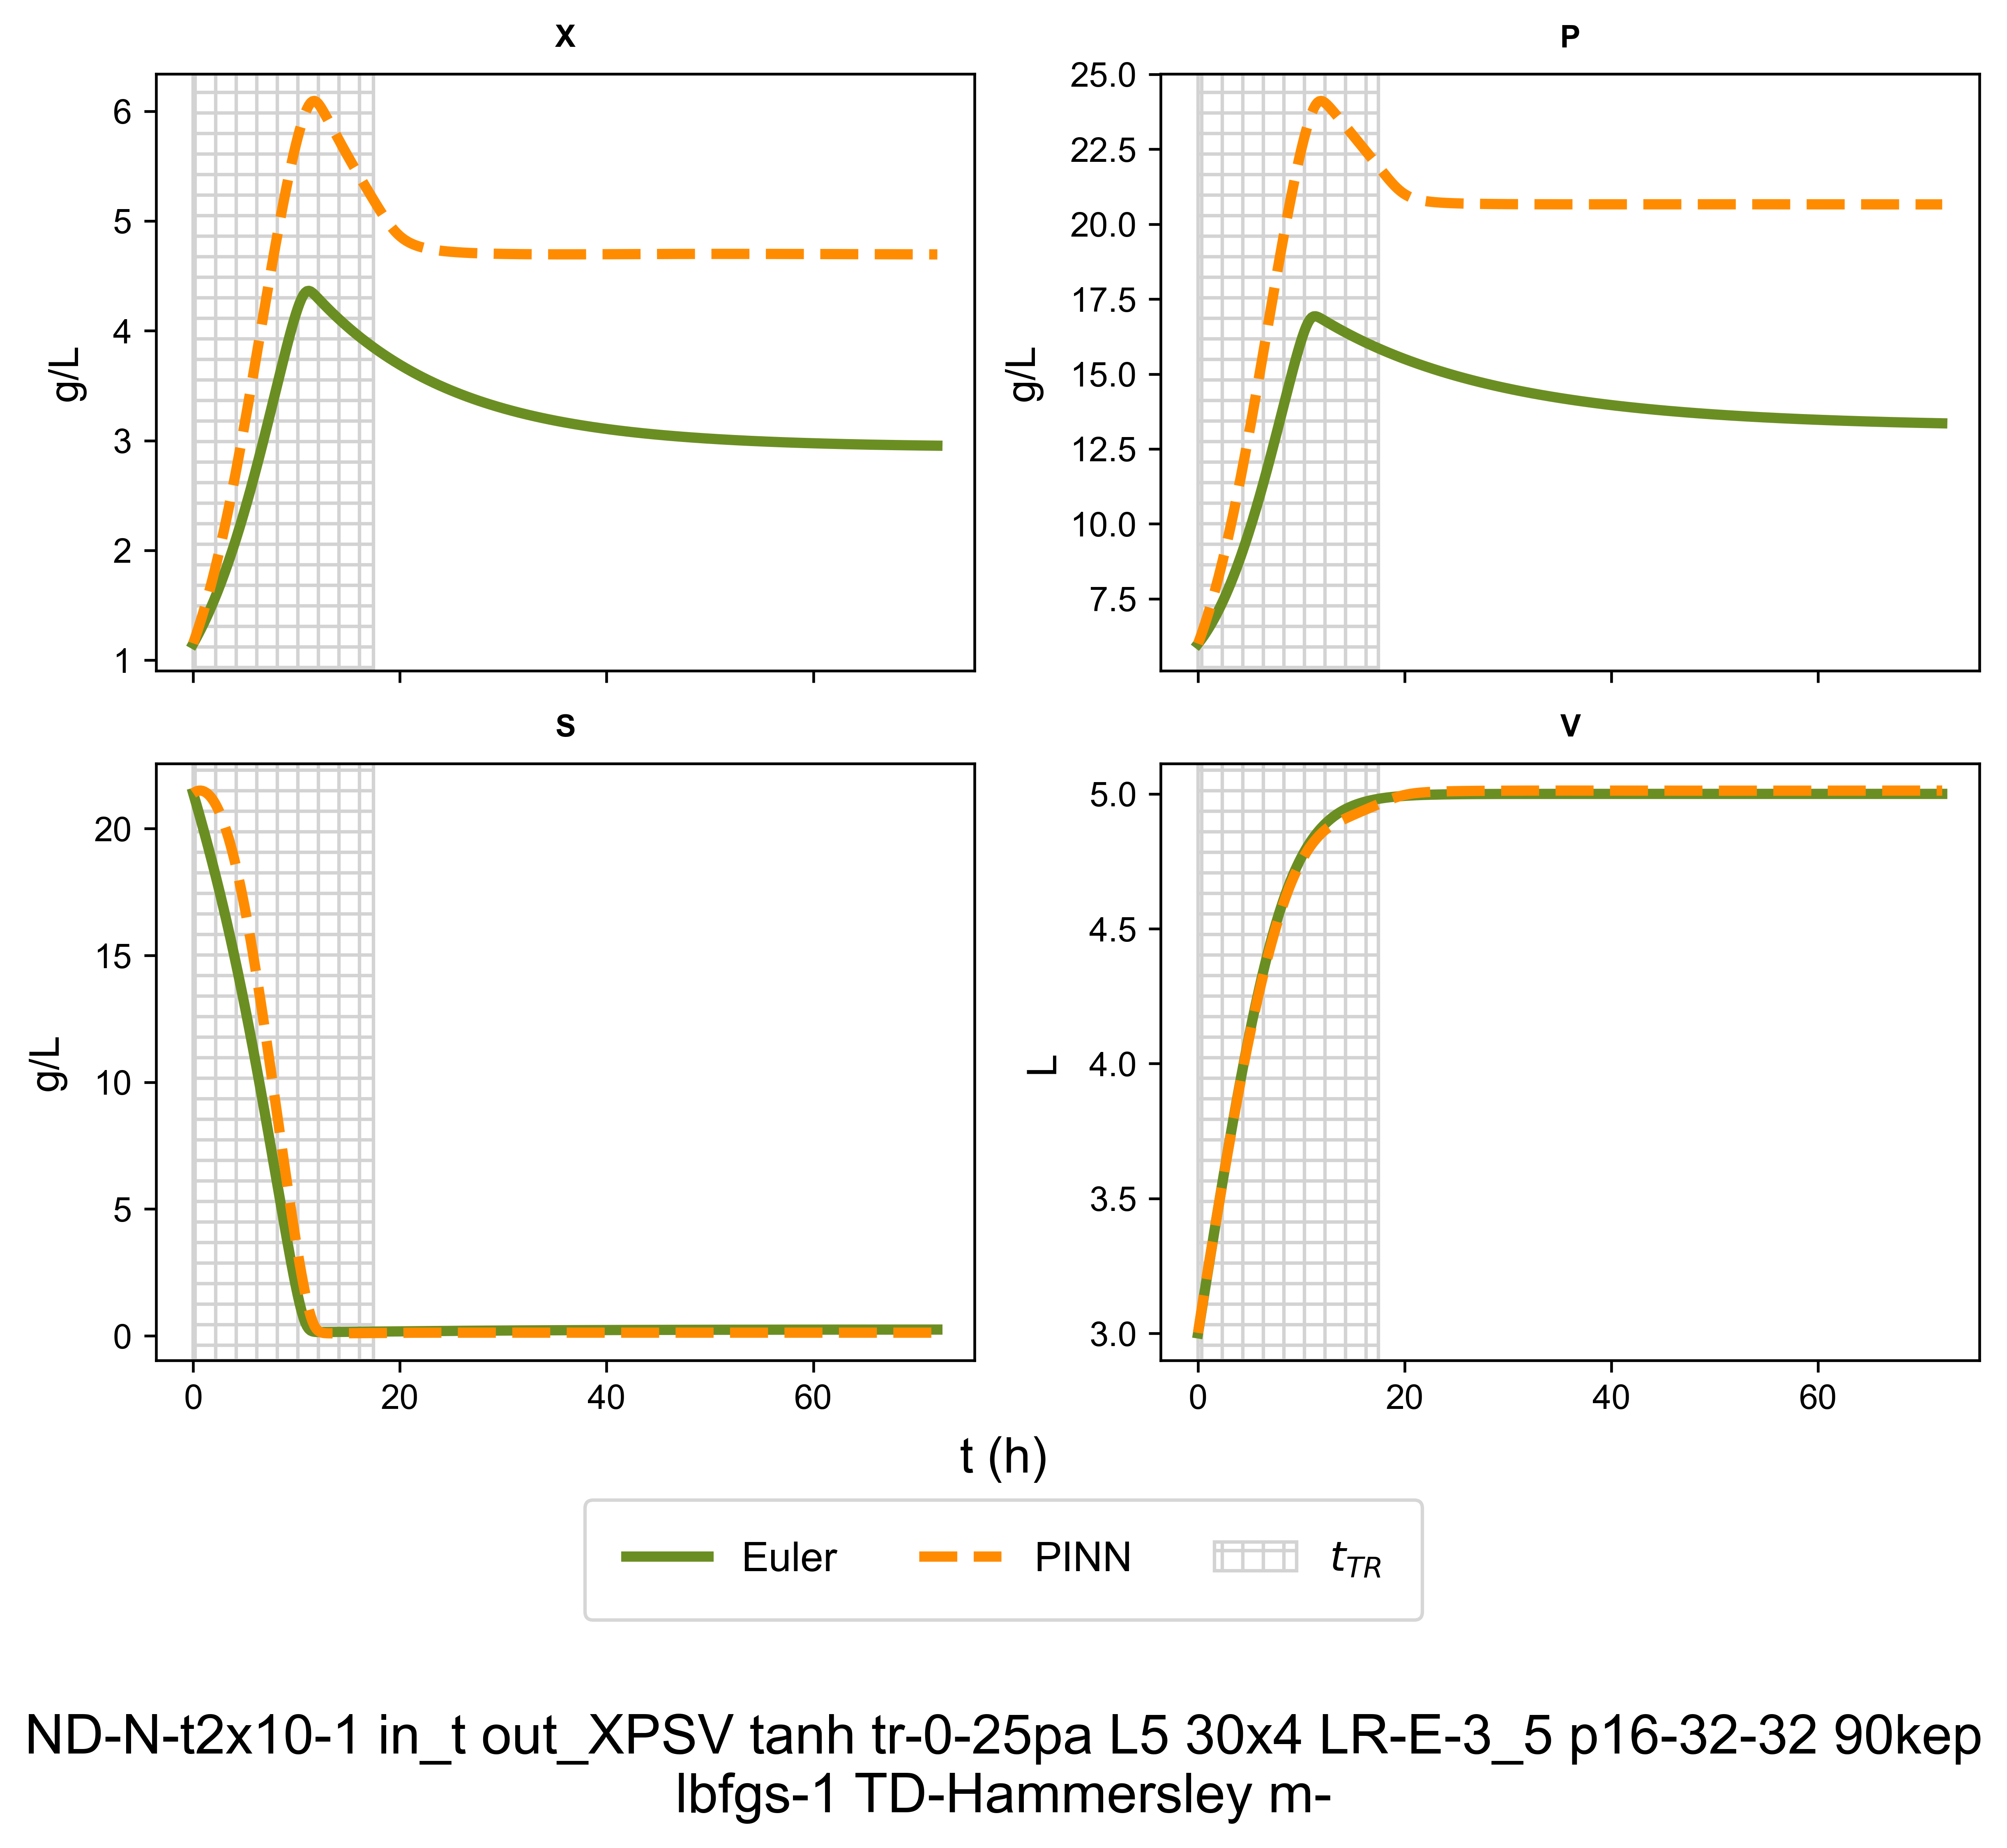 X
P
6
5
4
3
2
1
g/L
25.0
22.5
20.0
17.5
15.0
12.5
10.0
7.5
g/L
S
V
20
15
10
5
0
g/L
0
20
40
60
5.0
4.5
4.0
3.5
3.0
L
0
20
40
60
t (h)
Euler
PINN
t_TR
ND-N-t2x10-1 in_t out_XPSV tanh tr-0-25pa L5 30x4 LR-E-3_5 p16-32-32 90kep
lbfgs-1 TD-Hammersley m-